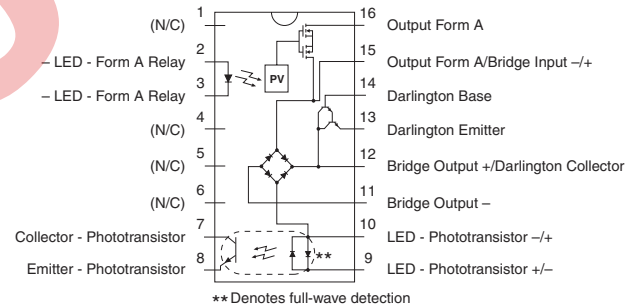 1
(N/C)
2
– LED - Form A Relay
3
– LED - Form A Relay
4
(N/C)
5
(N/C)
6
(N/C)
7
Collector - Phototransistor
8
Emitter - Phototransistor
PV
**
16
Output Form A
15
Output Form A/Bridge Input –/+
14
Darlington Base
13
Darlington Emitter
12
Bridge Output +/Darlington Collector
11
Bridge Output –
10
LED - Phototransistor –/+
9
LED - Phototransistor +/–
** Denotes full-wave detection